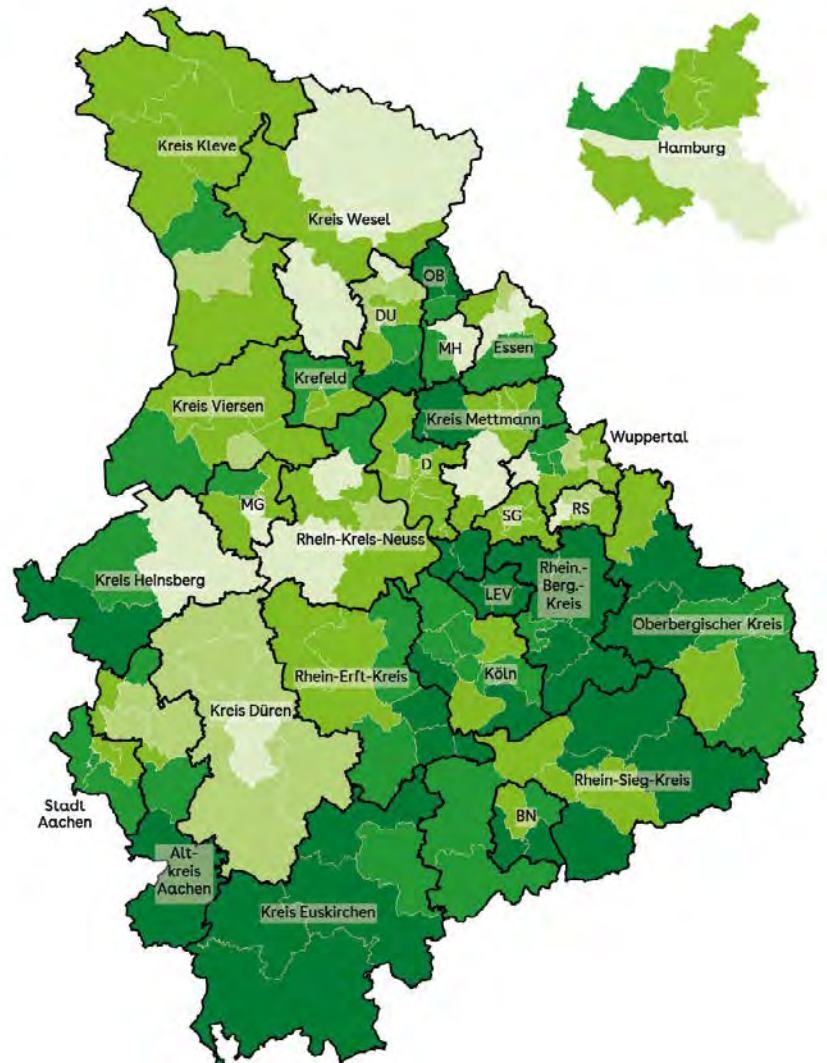 Kreis Kleve
Hamburg
Kreis Wesel
OB
DU
MH
Essen
Krefeld
Kreis Viersen
Kreis Mettmann
Wuppertal
D
MG
SG
RS
Rhein-Kreis-Neuss
Kreis Heinsberg
LEV
Rhein.-
Berg.-
Kreis
Oberbergischer Kreis
Rhein-Erft-Kreis
Köln
Kreis Düren
Rhein-Sieg-Kreis
Stadt
Aachen
BN
Alt-
kreis
Aachen
Kreis Euskirchen